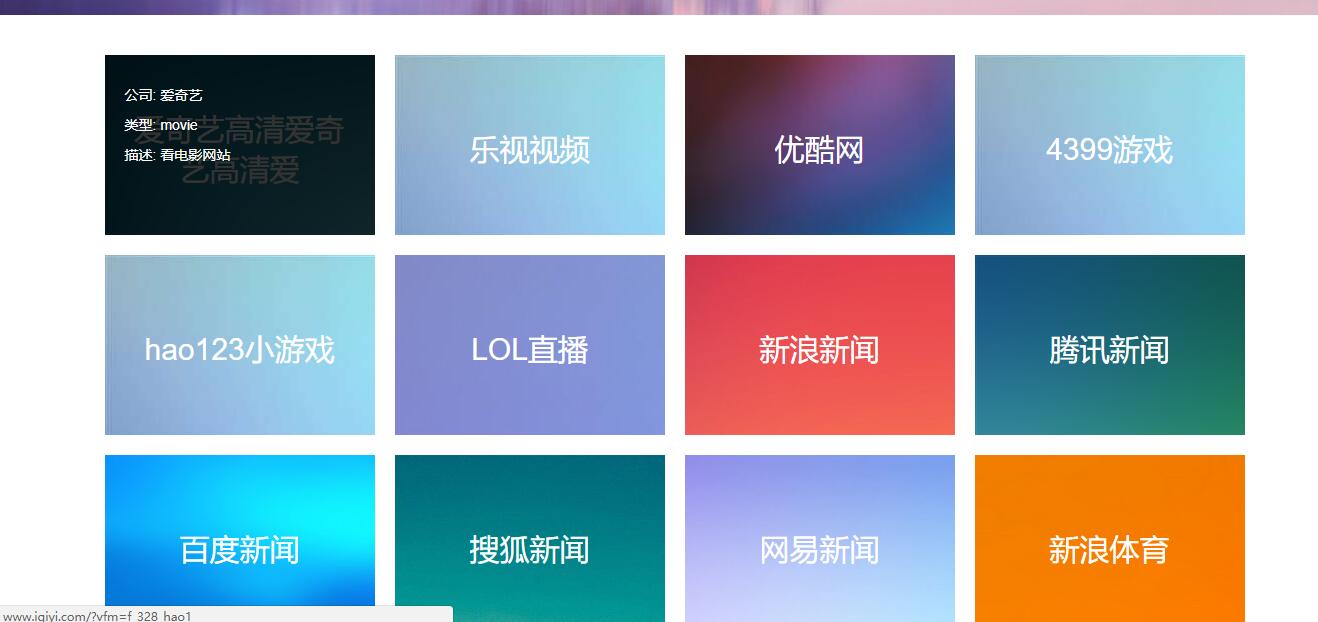 公司: 爱奇艺
类型: movie
描述: 看电影网站
爱奇艺高清爱奇
艺高清爱
乐视视频
优酷网
4399游戏
hao123小游戏
LOL直播
新浪新闻
腾讯新闻
百度新闻
搜狐新闻
网易新闻
新浪体育
www.iqiyi.com/?vfm=f_328_hao1